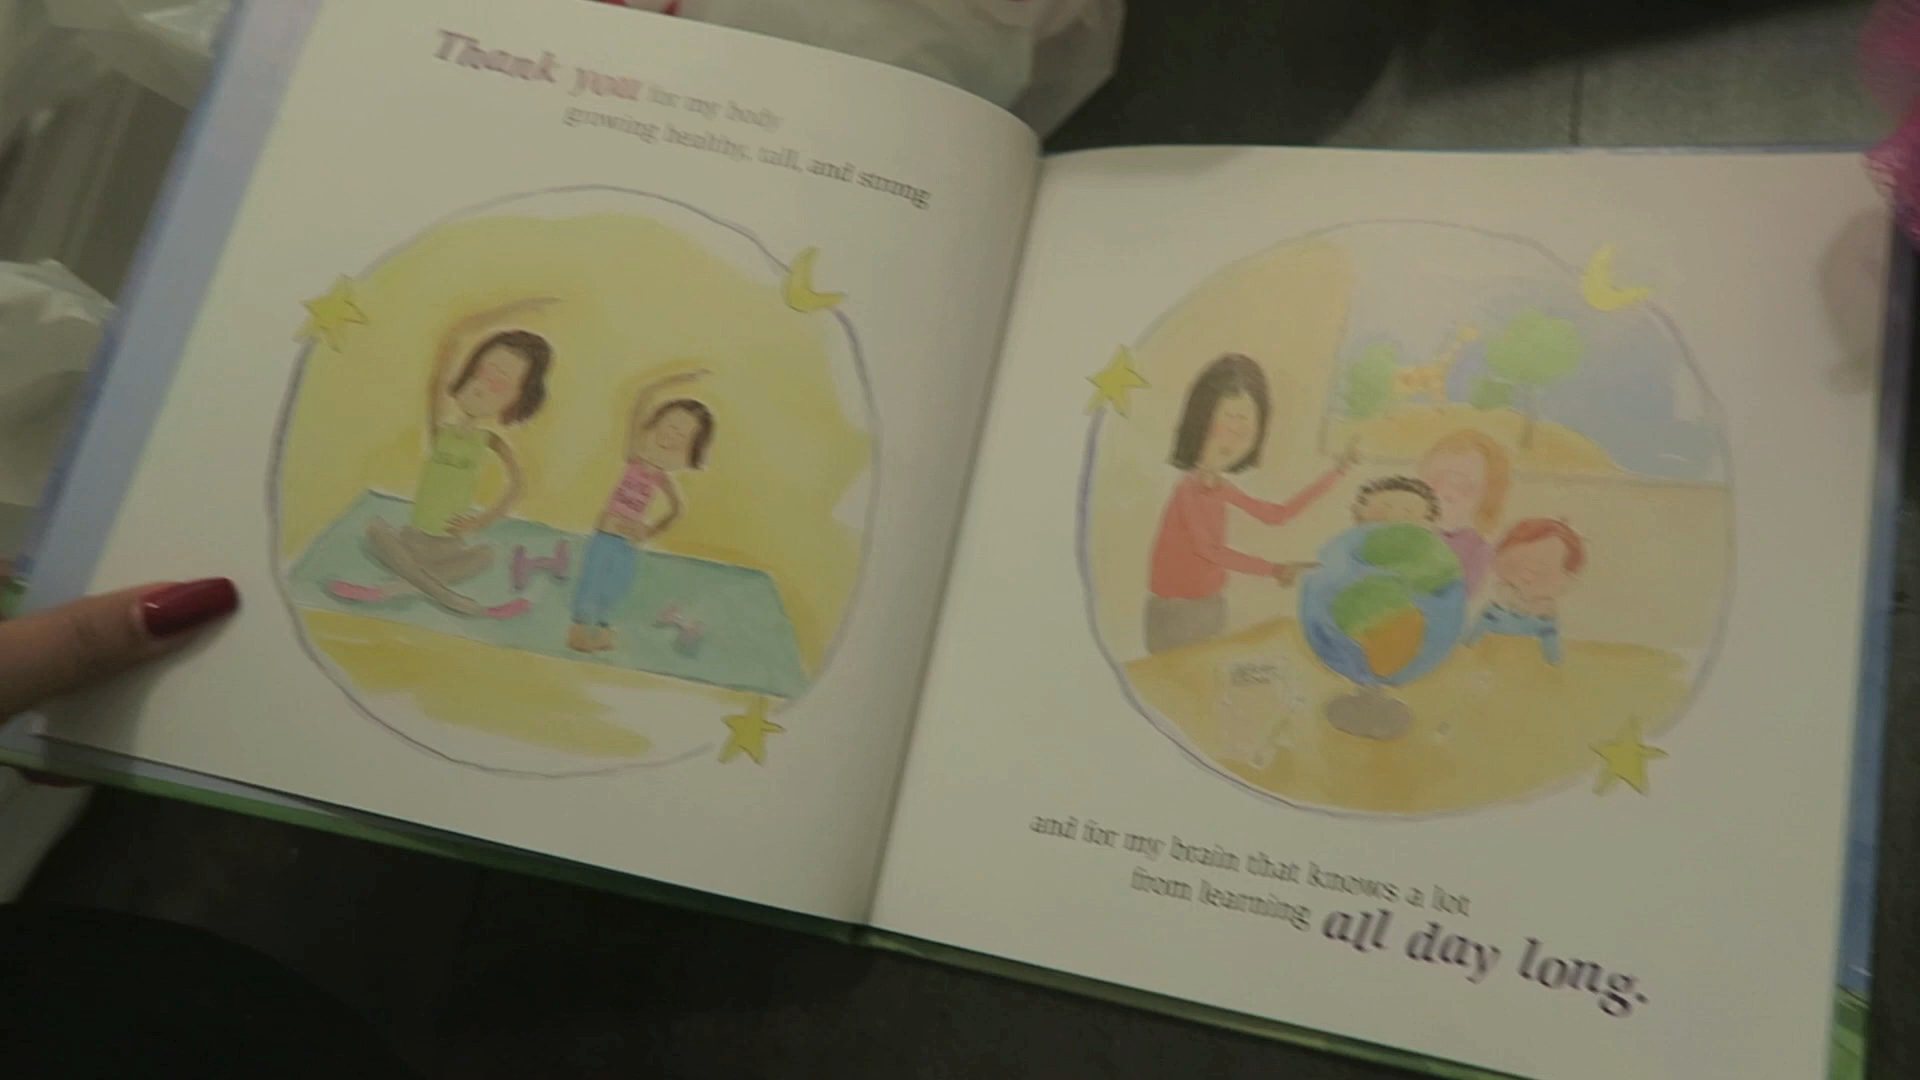 Thank you for my body
growing healthy, tall, and strong
and for my brain that knows a lot
from learning all day long.